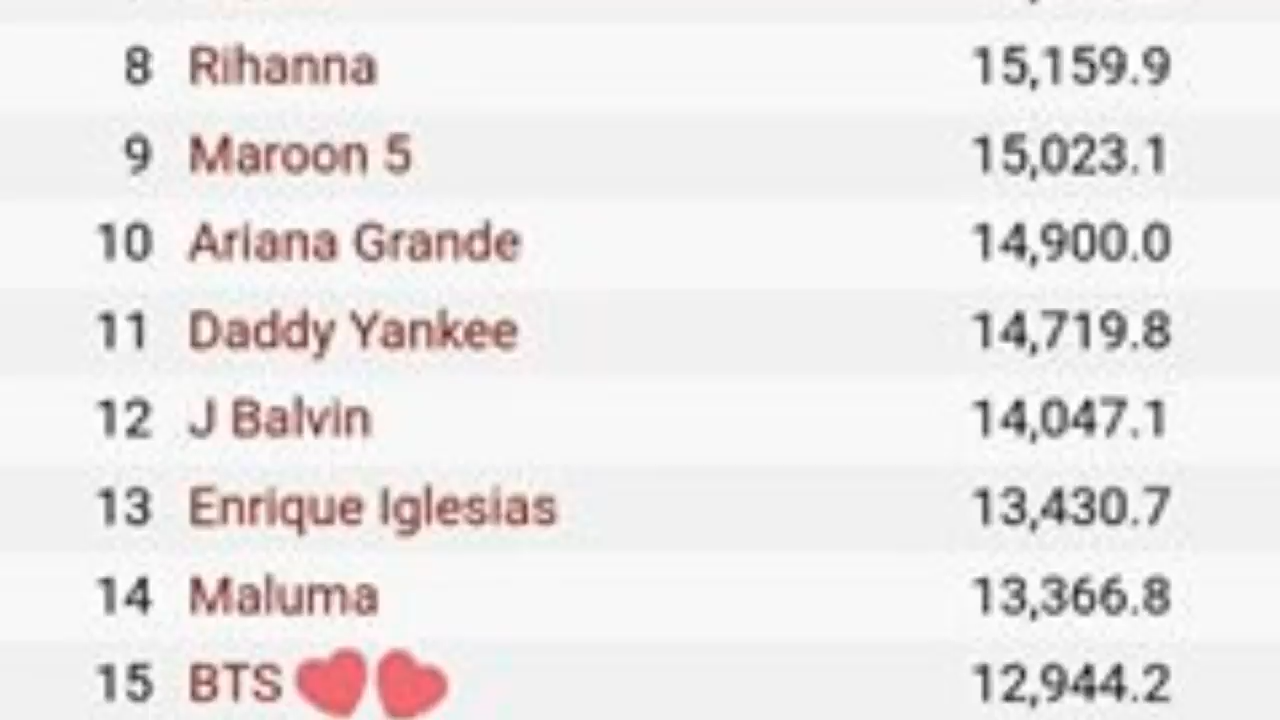 8 Rihanna 15,159.9
9 Maroon 5 15,023.1
10 Ariana Grande 14,900.0
11 Daddy Yankee 14,719.8
12 J Balvin 14,047.1
13 Enrique Iglesias 13,430.7
14 Maluma 13,366.8
15 BTS 12,944.2